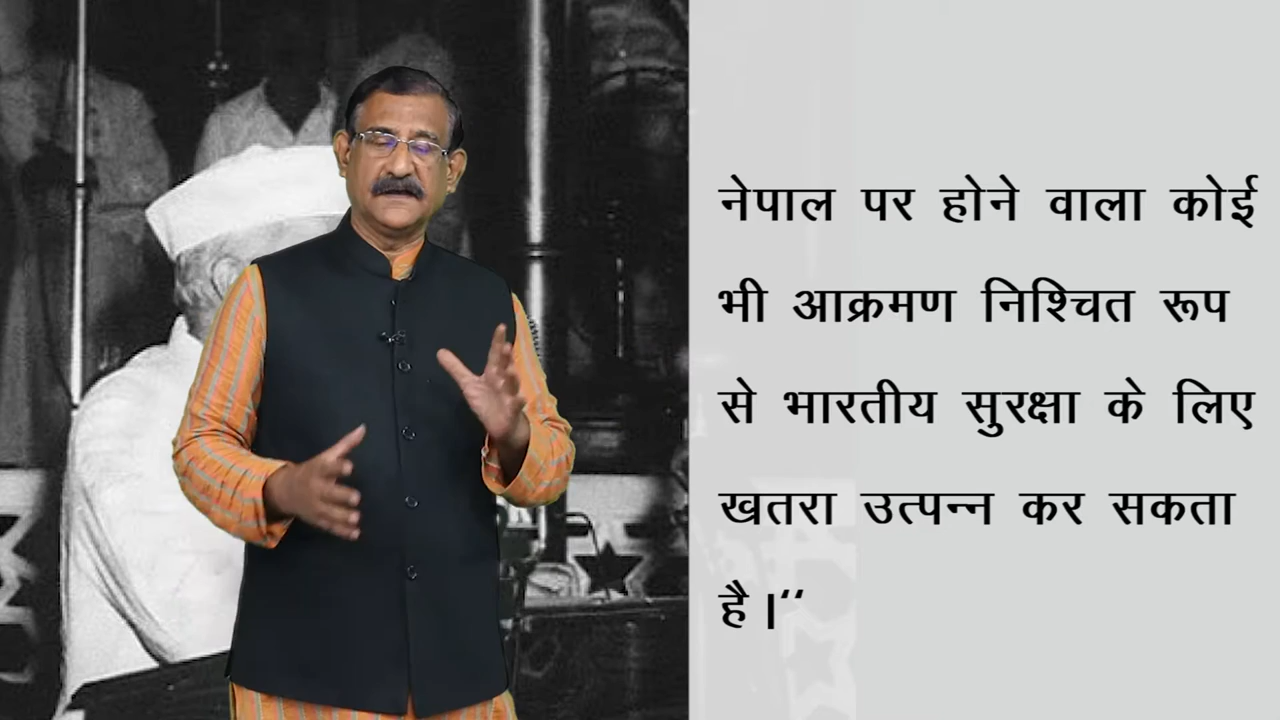 नेपाल पर होने वाला कोई
भी आक्रमण निश्चित रूप
से भारतीय सुरक्षा के लिए
खतरा उत्पन्न कर सकता
है।‘‘